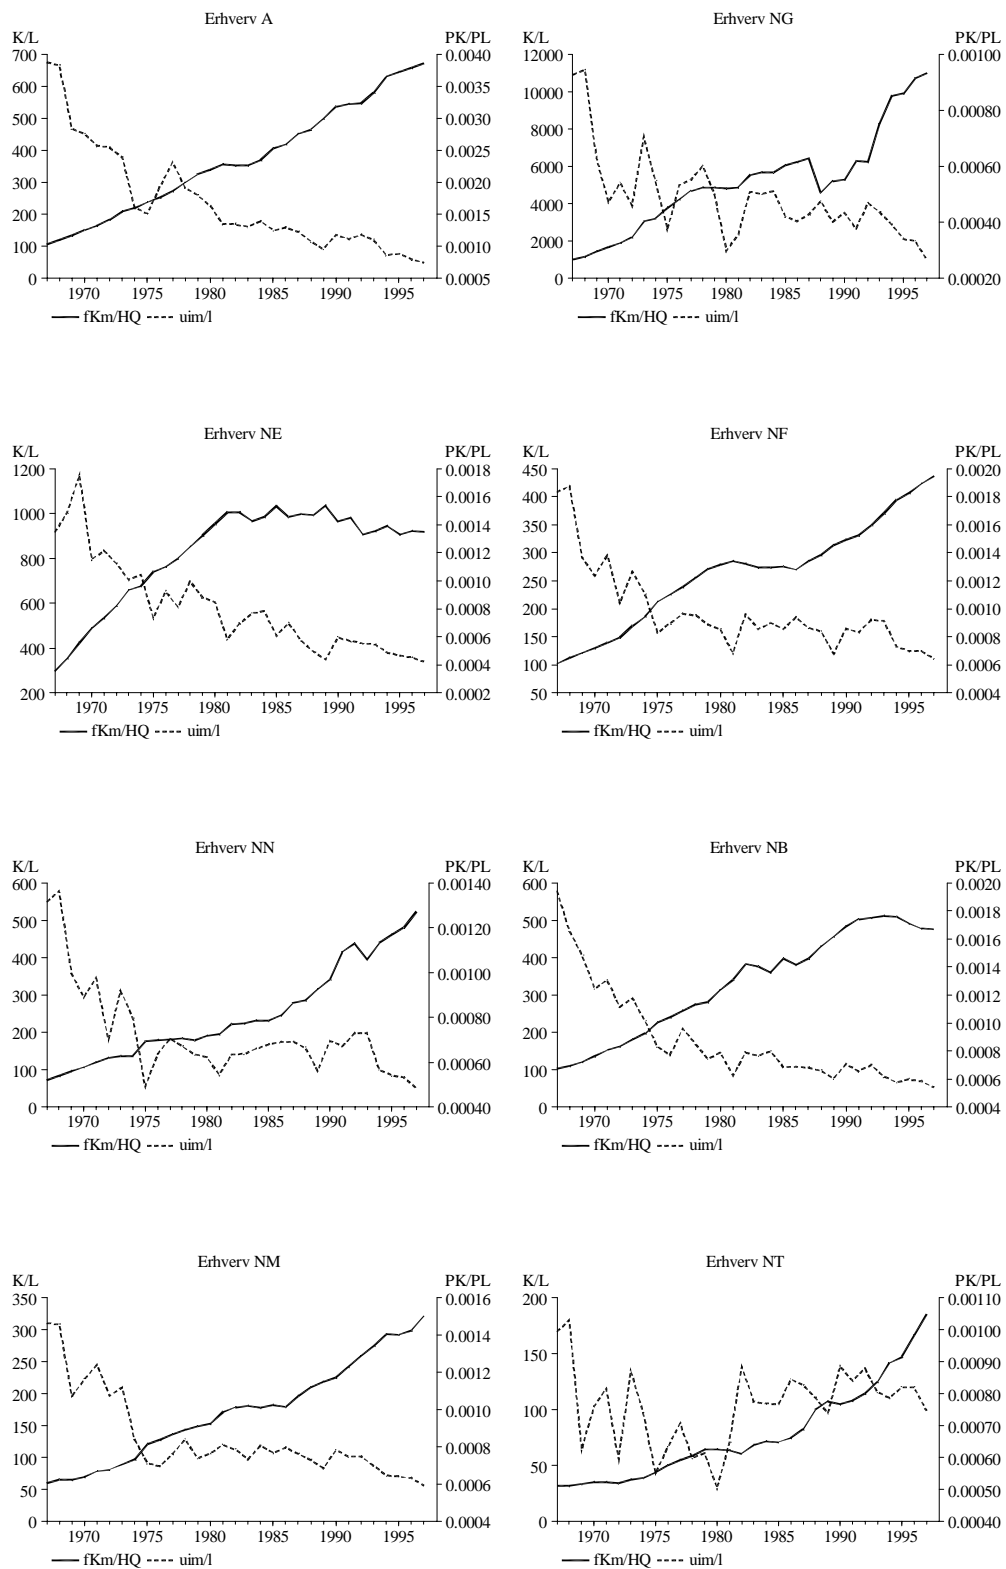 Erhverv A
K/L PK/PL
700 0.0040
600 0.0035
500 0.0030
400 0.0025
300 0.0020
200 0.0015
100 0.0010
0 0.0005
1970 1975 1980 1985 1990 1995
fKm/HQ uim/l
Erhverv NG
K/L PK/PL
12000 0.00100
10000 0.00080
8000
6000 0.00060
4000 0.00040
2000
0 0.00020
1970 1975 1980 1985 1990 1995
fKm/HQ uim/l
Erhverv NE
K/L PK/PL
1200 0.0018
0.0016
1000 0.0014
0.0012
800
0.0010
600
0.0008
0.0006
400
0.0004
200 0.0002
1970 1975 1980 1985 1990 1995
fKm/HQ uim/l
Erhverv NF
K/L PK/PL
450 0.0020
400 0.0018
350 0.0016
300 0.0014
250 0.0012
200 0.0010
150 0.0008
100 0.0006
50 0.0004
1970 1975 1980 1985 1990 1995
fKm/HQ uim/l
Erhverv NN
K/L PK/PL
600 0.00140
500 0.00120
400 0.00100
300
0.00080
200
0.00060
100
0 0.00040
1970 1975 1980 1985 1990 1995
fKm/HQ uim/l
Erhverv NB
K/L PK/PL
600 0.0020
0.0018
500
0.0016
400
0.0014
300 0.0012
0.0010
200
0.0008
100
0.0006
0 0.0004
1970 1975 1980 1985 1990 1995
fKm/HQ uim/l
Erhverv NM
K/L PK/PL
350 0.0016
300 0.0014
250 0.0012
200
0.0010
150
0.0008
100
50 0.0006
0 0.0004
1970 1975 1980 1985 1990 1995
fKm/HQ uim/l
Erhverv NT
K/L PK/PL
200 0.00110
0.00100
150 0.00090
0.00080
100
0.00070
50 0.00060
0.00050
0 0.00040
1970 1975 1980 1985 1990 1995
fKm/HQ uim/l